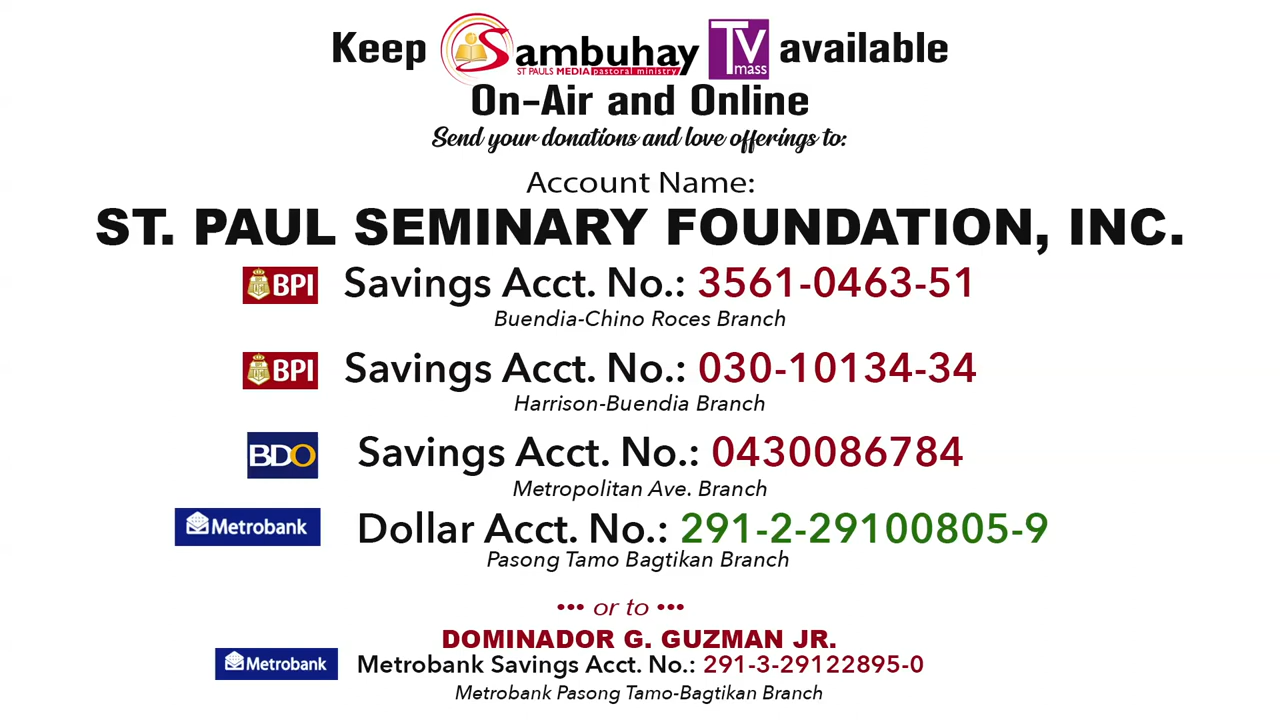 Keep Sambuhay TV mass available
ST PAULS MEDIA pastoral ministry
On-Air and Online
Send your donations and love offerings to:
Account Name:
ST. PAUL SEMINARY FOUNDATION, INC.
BPI Savings Acct. No.: 3561-0463-51
Buendia-Chino Roces Branch
BPI Savings Acct. No.: 030-10134-34
Harrison-Buendia Branch
BDO Savings Acct. No.: 0430086784
Metropolitan Ave. Branch
Metrobank Dollar Acct. No.: 291-2-29100805-9
Pasong Tamo Bagtikan Branch
••• or to •••
DOMINADOR G. GUZMAN JR.
Metrobank Metrobank Savings Acct. No.: 291-3-29122895-0
Metrobank Pasong Tamo-Bagtikan Branch